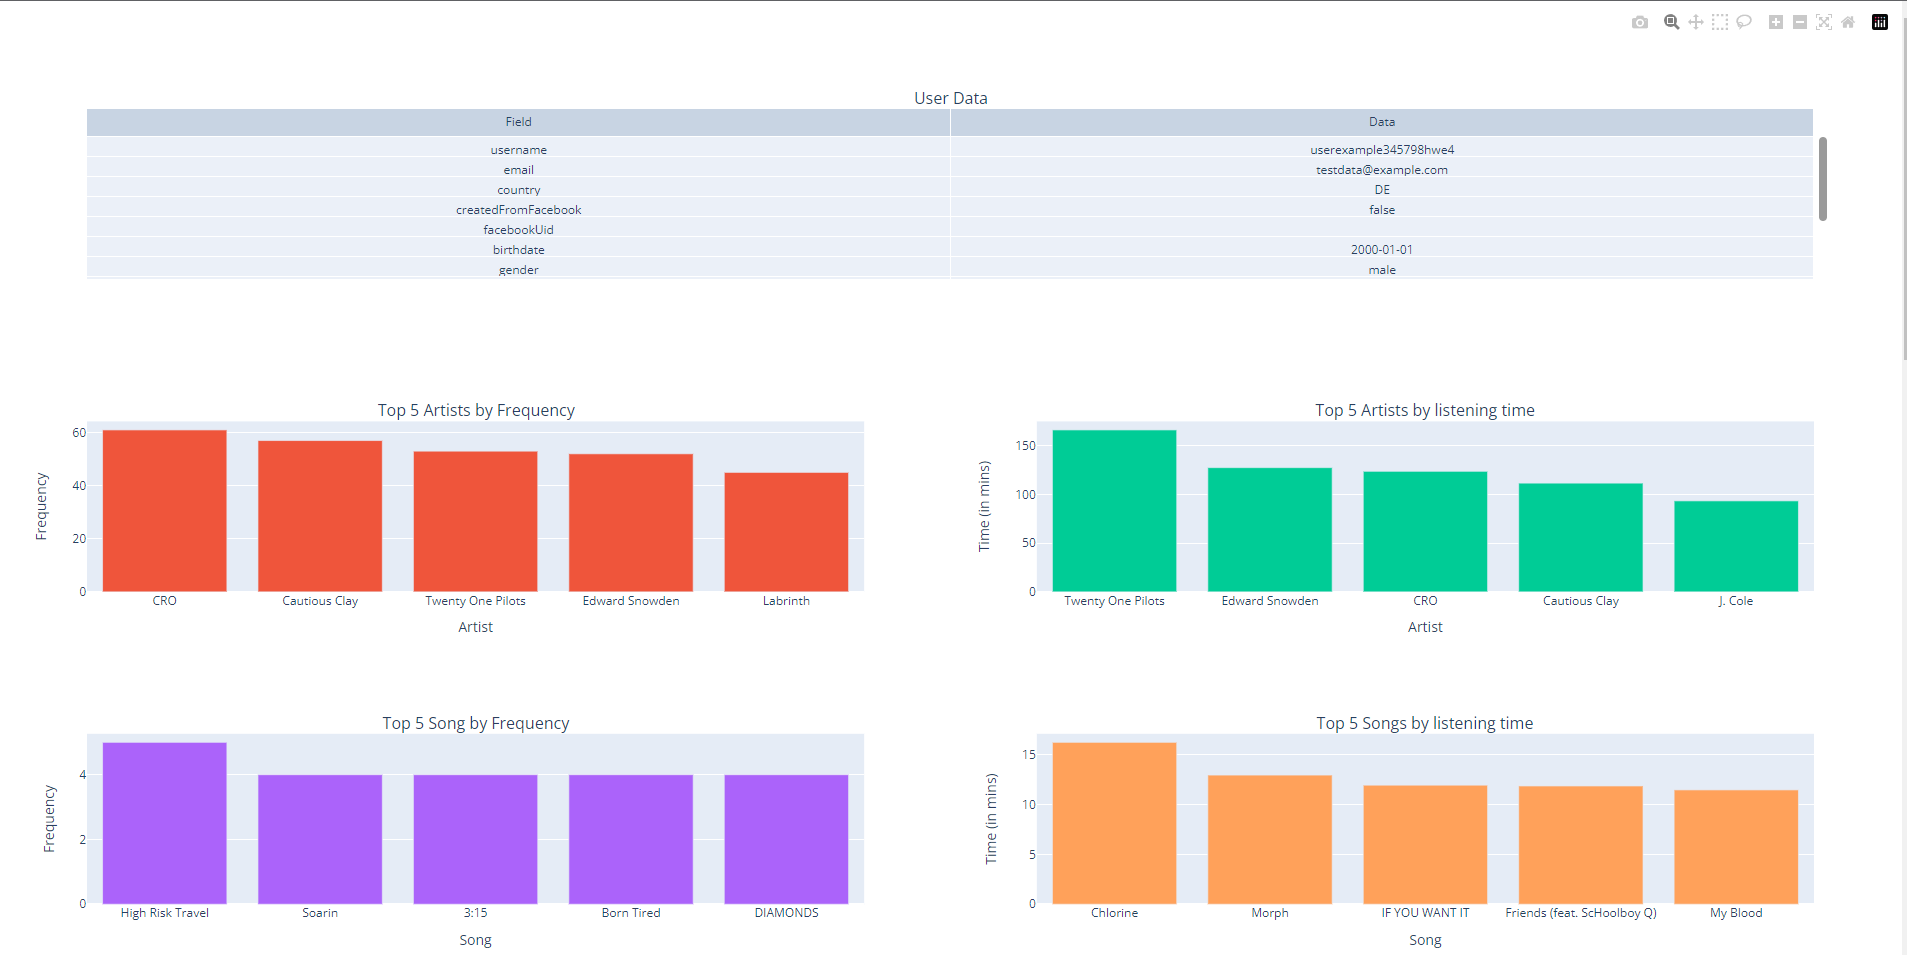 User Data
Field Data
username userexample345798hwe4
email testdata@example.com
country DE
createdFromFacebook false
facebookUid
birthdate 2000-01-01
gender male
Top 5 Artists by Frequency
60
40
20
0
Frequency
CRO Cautious Clay Twenty One Pilots Edward Snowden Labrinth
Artist
Top 5 Artists by listening time
150
100
50
0
Time (in mins)
Twenty One Pilots Edward Snowden CRO Cautious Clay J. Cole
Artist
Top 5 Song by Frequency
4
2
0
Frequency
High Risk Travel Soarin 3:15 Born Tired DIAMONDS
Song
Top 5 Songs by listening time
15
10
5
0
Time (in mins)
Chlorine Morph IF YOU WANT IT Friends (feat. ScHoolboy Q) My Blood
Song